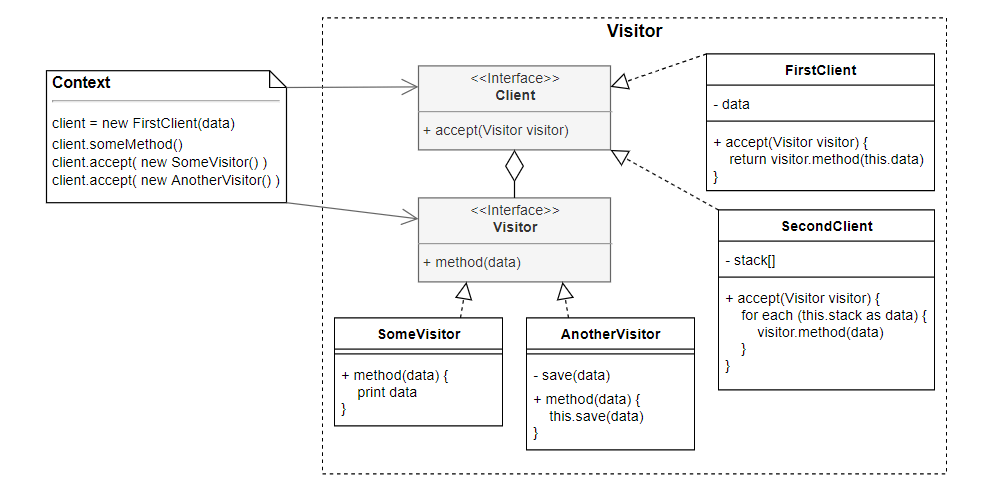 Visitor
Context
client = new FirstClient(data)
client.someMethod()
client.accept( new SomeVisitor() )
client.accept( new AnotherVisitor() )
<<Interface>>
Client
+ accept(Visitor visitor)
<<Interface>>
Visitor
+ method(data)
FirstClient
- data
+ accept(Visitor visitor) {
return visitor.method(this.data)
}
SecondClient
- stack[]
+ accept(Visitor visitor) {
for each (this.stack as data) {
visitor.method(data)
}
}
SomeVisitor
+ method(data) {
print data
}
AnotherVisitor
- save(data)
+ method(data) {
this.save(data)
}